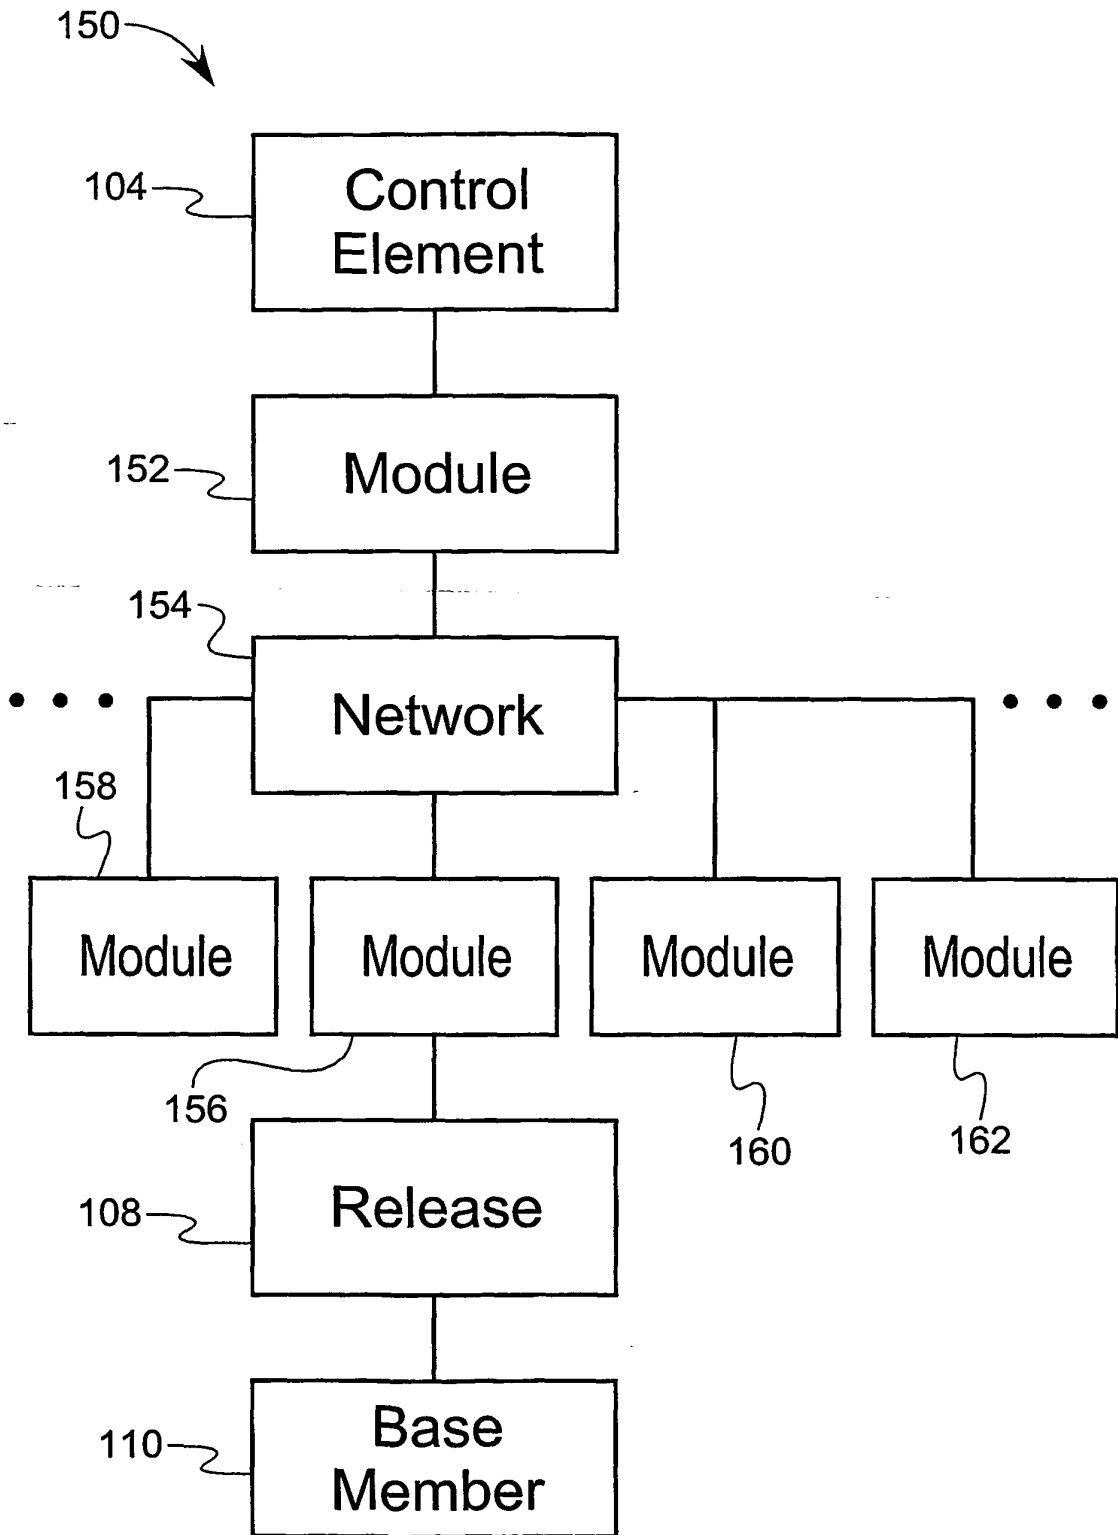 150
104
Control
Element
152
Module
154
Network
158
Module
Module
Module
Module
156
160
162
108
Release
110
Base
Member